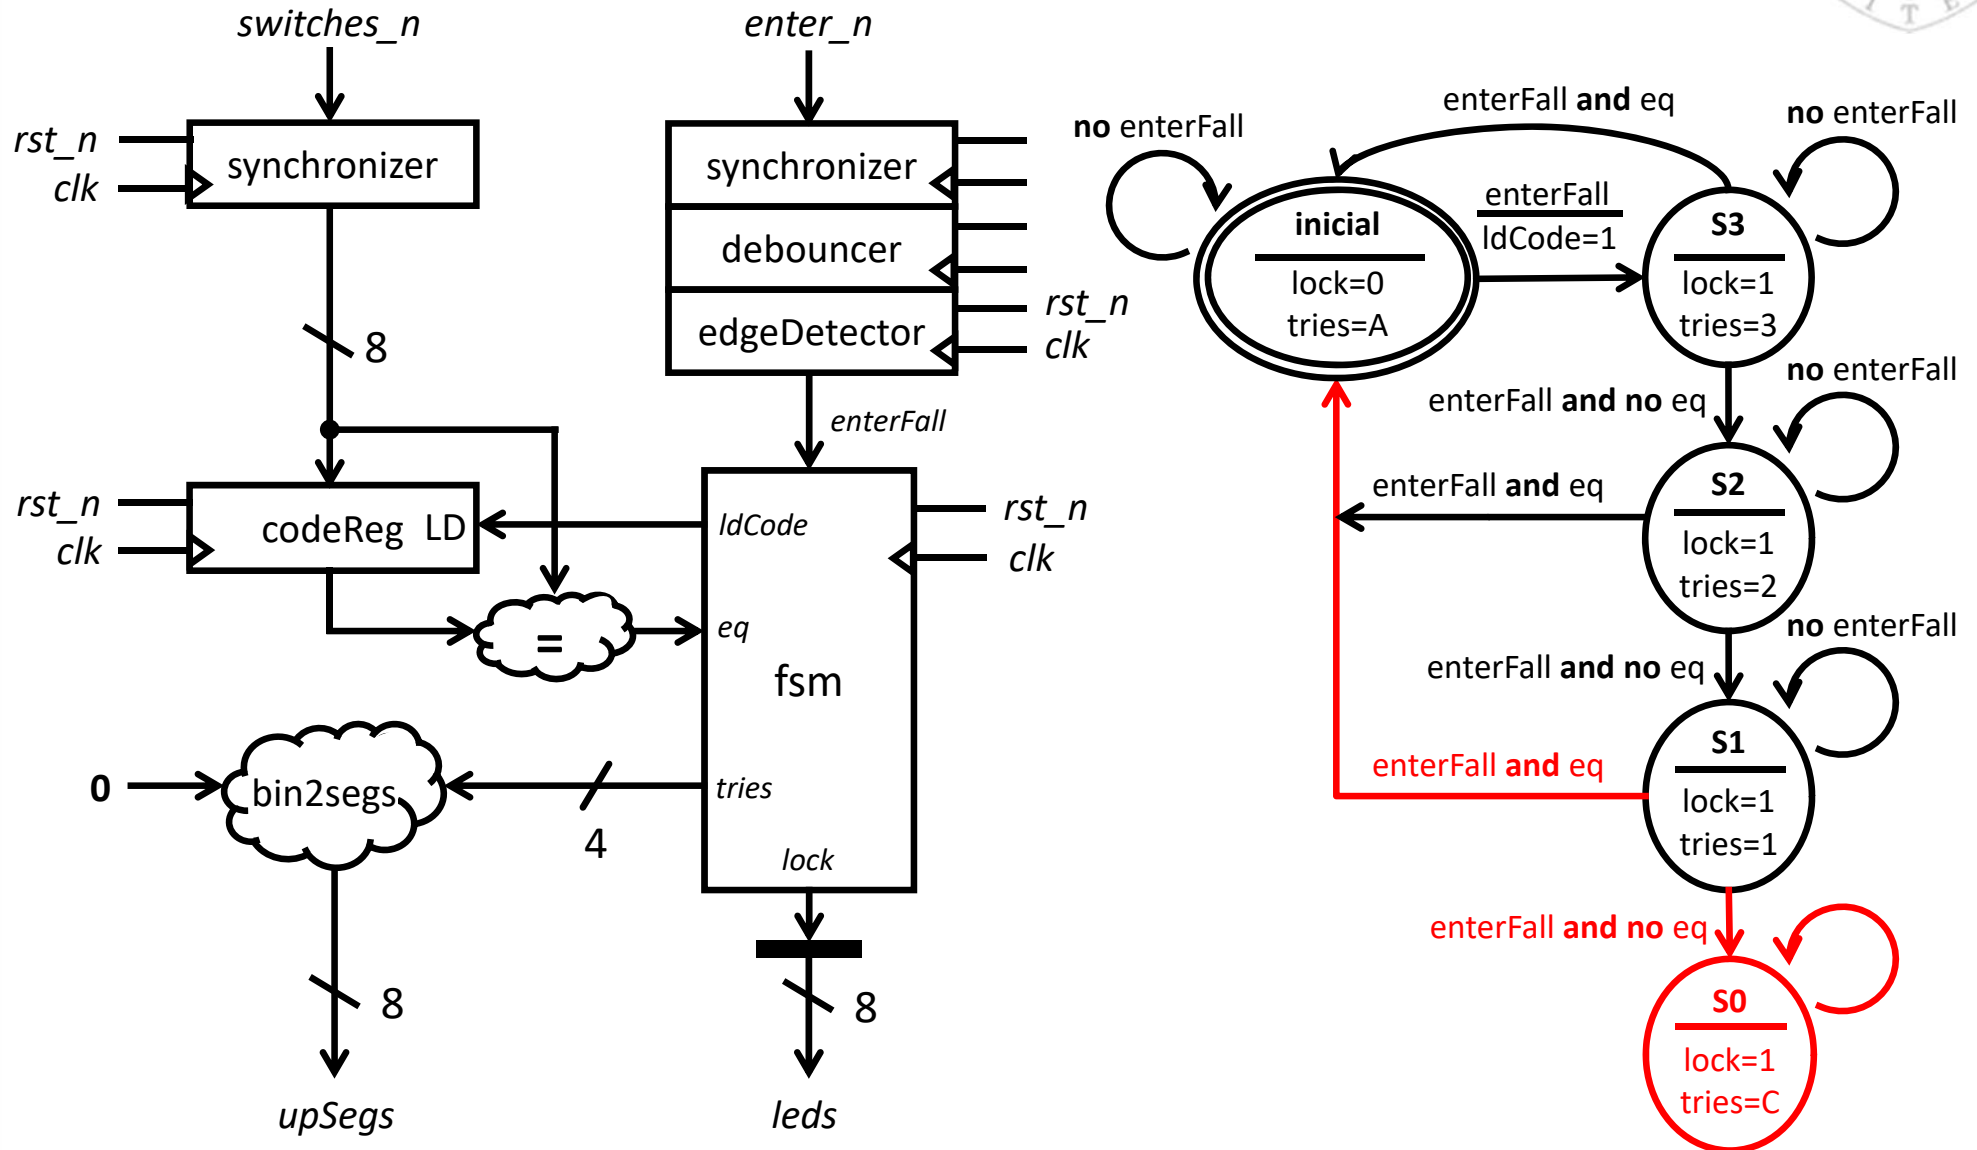 switches_n
enter_n
rst_n
clk
synchronizer
synchronizer
debouncer
edgeDetector
rst_n
clk
8
enterFall
rst_n
clk
codeReg LD
ldCode
rst_n
clk
=
eq
fsm
0
bin2segs
tries
4
lock
8
8
upSegs
leds
I T E
no enterFall
enterFall and eq
no enterFall
inicial
lock=0
tries=A
enterFall
ldCode=1
S3
lock=1
tries=3
enterFall and no eq
no enterFall
enterFall and eq
S2
lock=1
tries=2
enterFall and no eq
no enterFall
enterFall and eq
S1
lock=1
tries=1
enterFall and no eq
S0
lock=1
tries=C